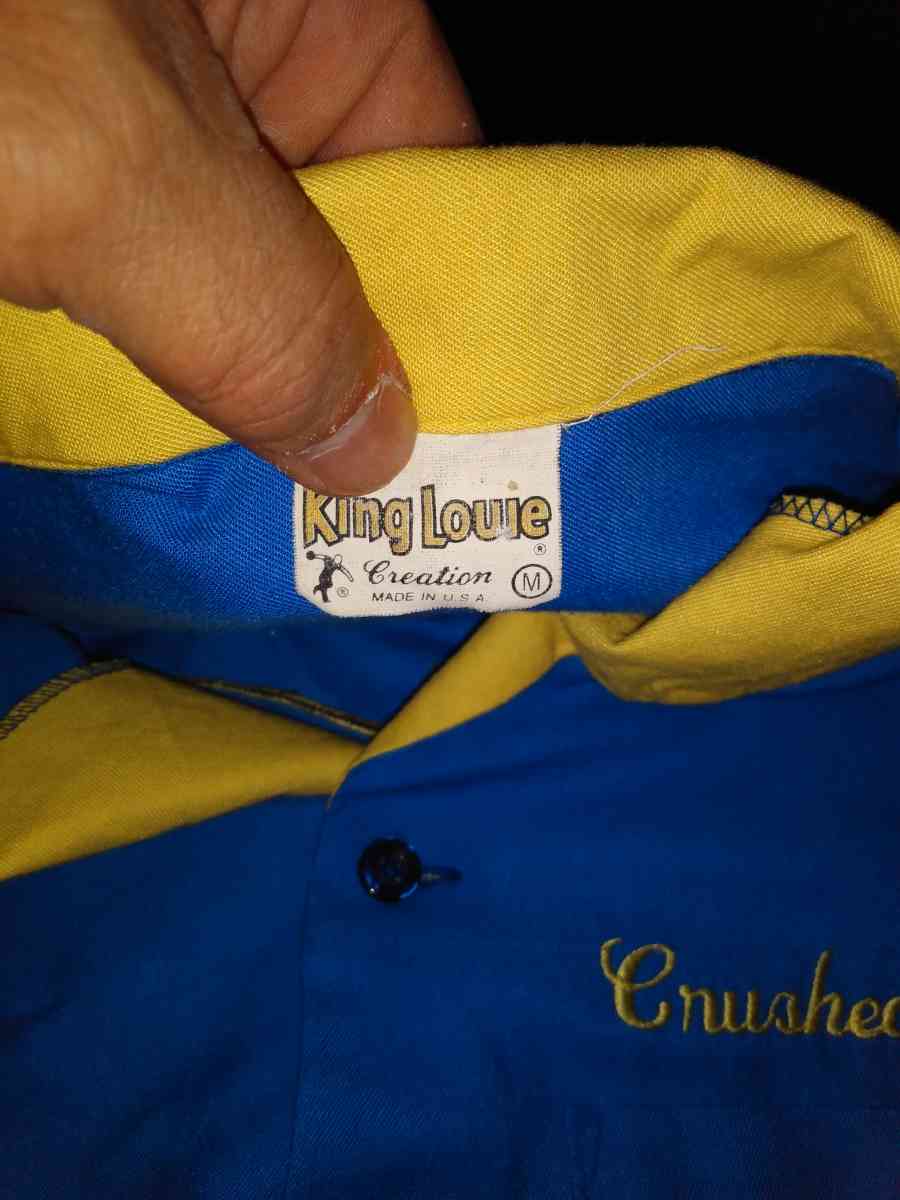 King Louie
®
® Creation M
MADE IN U.S.A.
Crushed